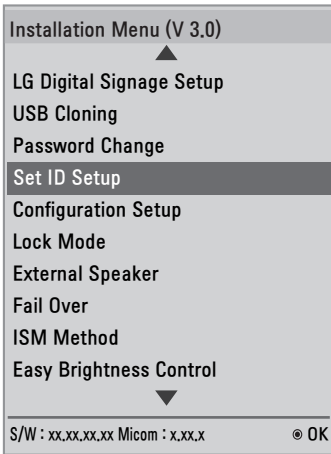 Installation Menu (V 3.0)
LG Digital Signage Setup
USB Cloning
Password Change
Set ID Setup
Configuration Setup
Lock Mode
External Speaker
Fail Over
ISM Method
Easy Brightness Control
S/W : xx.xx.xx.xx Micom : x.xx.x ◉ OK